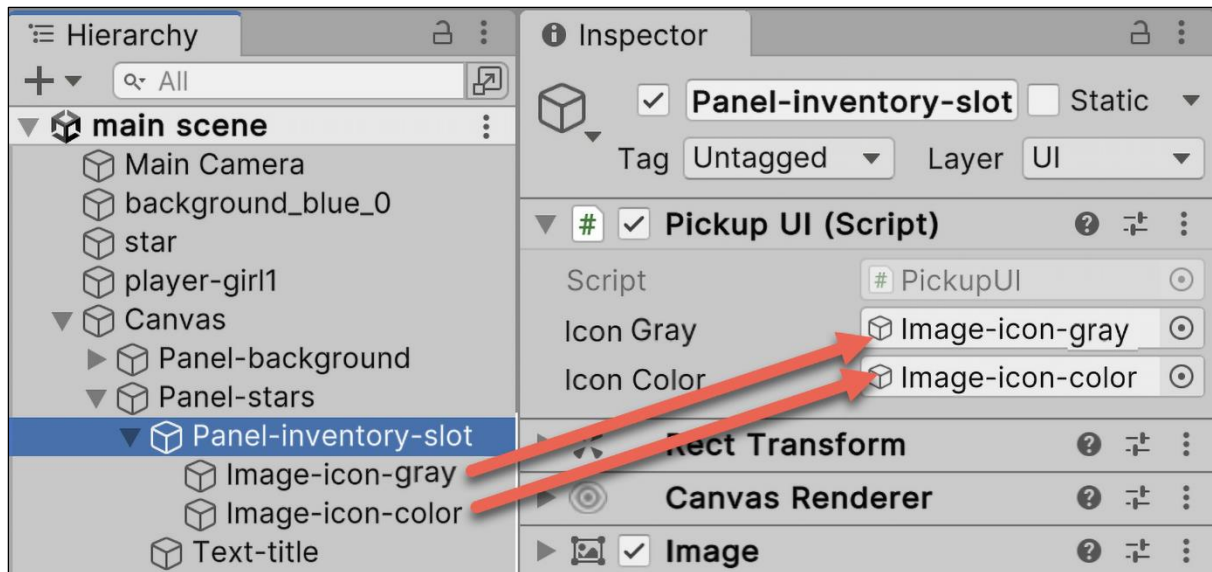 Hierarchy
All
main scene
Main Camera
background_blue_0
star
player-girl1
Canvas
Panel-background
Panel-stars
Panel-inventory-slot
Image-icon-gray
Image-icon-color
Text-title
Inspector
Panel-inventory-slot Static
Tag Untagged Layer UI
# Pickup UI (Script)
Script # PickupUI
Icon Gray Image-icon-gray
Icon Color Image-icon-color
Rect Transform
Canvas Renderer
Image